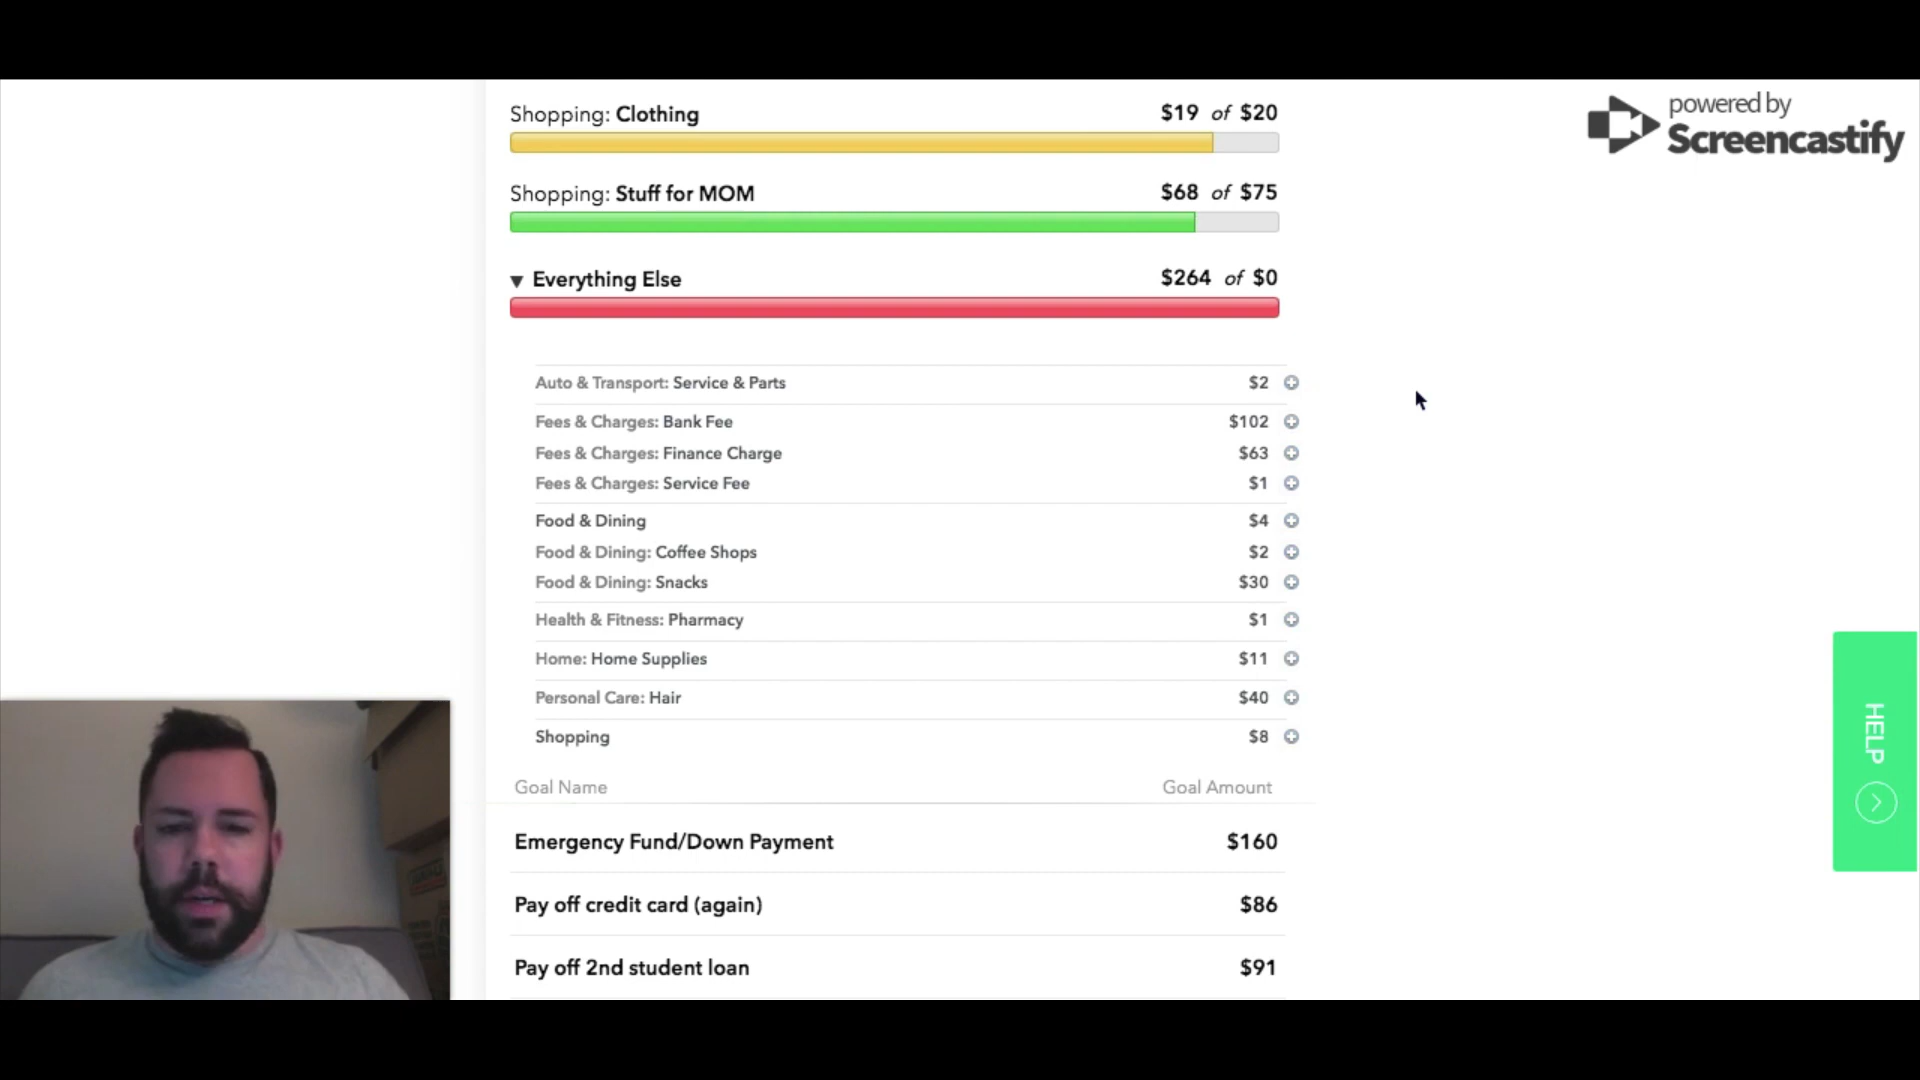 Shopping: Clothing $19 of $20
powered by
Screencastify
Shopping: Stuff for MOM $68 of $75
Everything Else $264 of $0
Auto & Transport: Service & Parts $2
Fees & Charges: Bank Fee $102
Fees & Charges: Finance Charge $63
Fees & Charges: Service Fee $1
Food & Dining $4
Food & Dining: Coffee Shops $2
Food & Dining: Snacks $30
Health & Fitness: Pharmacy $1
Home: Home Supplies $11
Personal Care: Hair $40
Shopping $8
HELP
Goal Name Goal Amount
Emergency Fund/Down Payment $160
Pay off credit card (again) $86
Pay off 2nd student loan $91